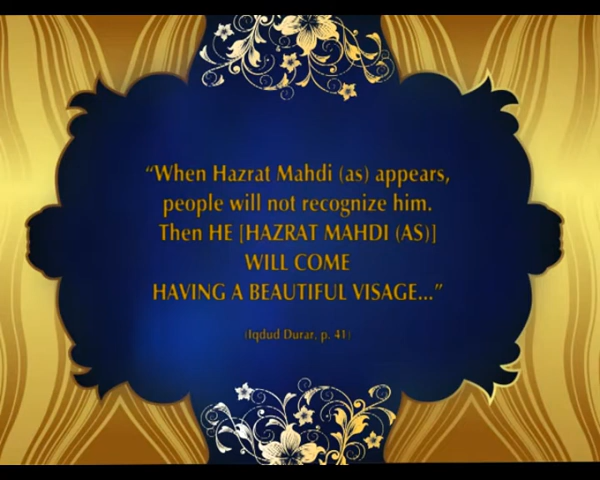 “When Hazrat Mahdi (as) appears,
people will not recognize him.
Then HE [HAZRAT MAHDI (AS)]
WILL COME
HAVING A BEAUTIFUL VISAGE...”
(Iqdud Durar, p. 41)